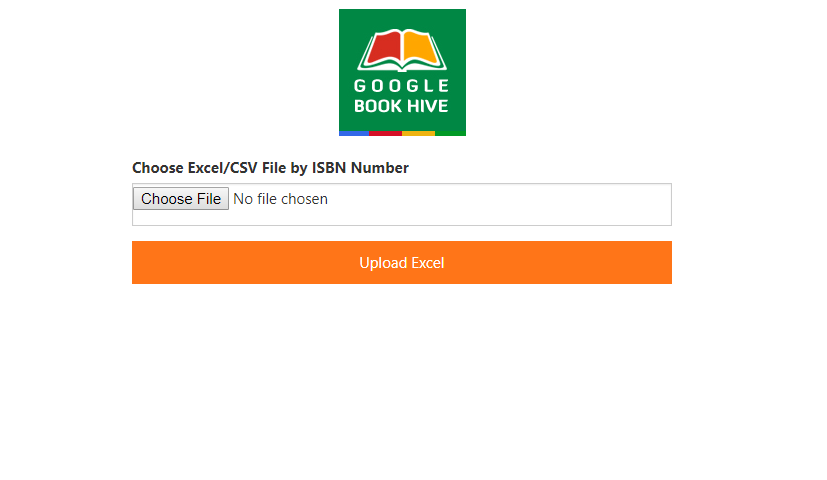 GOOGLE
BOOK HIVE
Choose Excel/CSV File by ISBN Number
Choose File No file chosen
Upload Excel